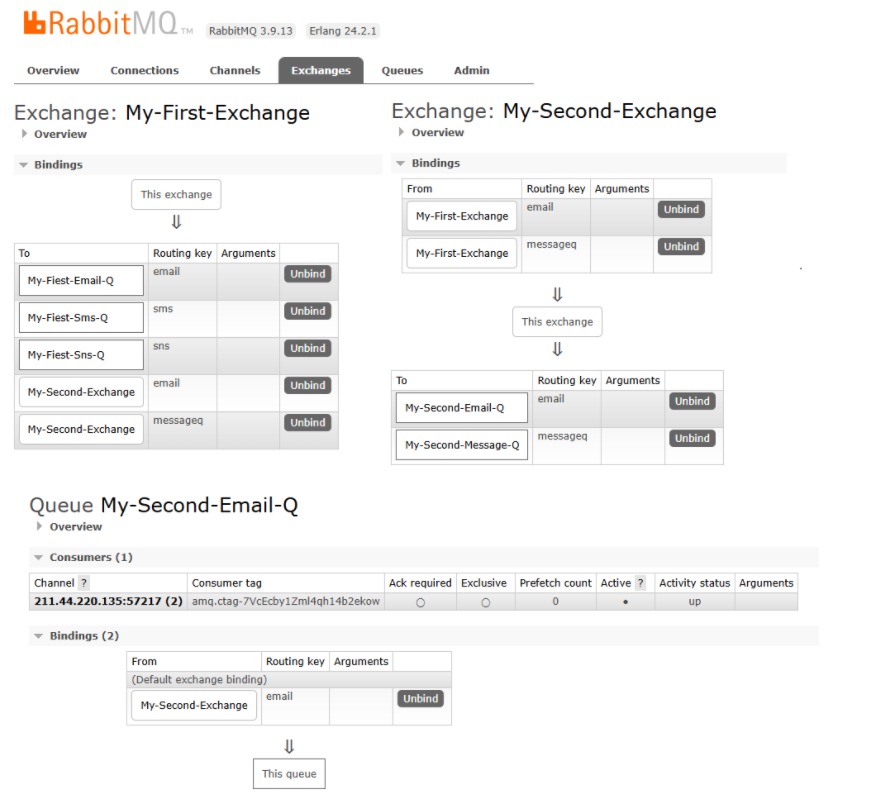 RabbitMQ TM RabbitMQ 3.9.13 Erlang 24.2.1
Overview Connections Channels Exchanges Queues Admin
Exchange: My-First-Exchange
Overview
Bindings
This exchange
⇓
To Routing key Arguments
My-Fiest-Email-Q email Unbind
My-Fiest-Sms-Q sms Unbind
My-Fiest-Sns-Q sns Unbind
My-Second-Exchange email Unbind
My-Second-Exchange messageq Unbind
Exchange: My-Second-Exchange
Overview
Bindings
From Routing key Arguments
My-First-Exchange email Unbind
My-First-Exchange messageq Unbind
⇓
This exchange
⇓
To Routing key Arguments
My-Second-Email-Q email Unbind
My-Second-Message-Q messageq Unbind
Queue My-Second-Email-Q
Overview
Consumers (1)
Channel ? Consumer tag Ack required Exclusive Prefetch count Active ? Activity status Arguments
211.44.220.135:57217 (2) amq.ctag-7VcEcby1Zml4qh14b2ekow ○ ○ 0 • up
Bindings (2)
From Routing key Arguments
(Default exchange binding)
My-Second-Exchange email Unbind
⇓
This queue